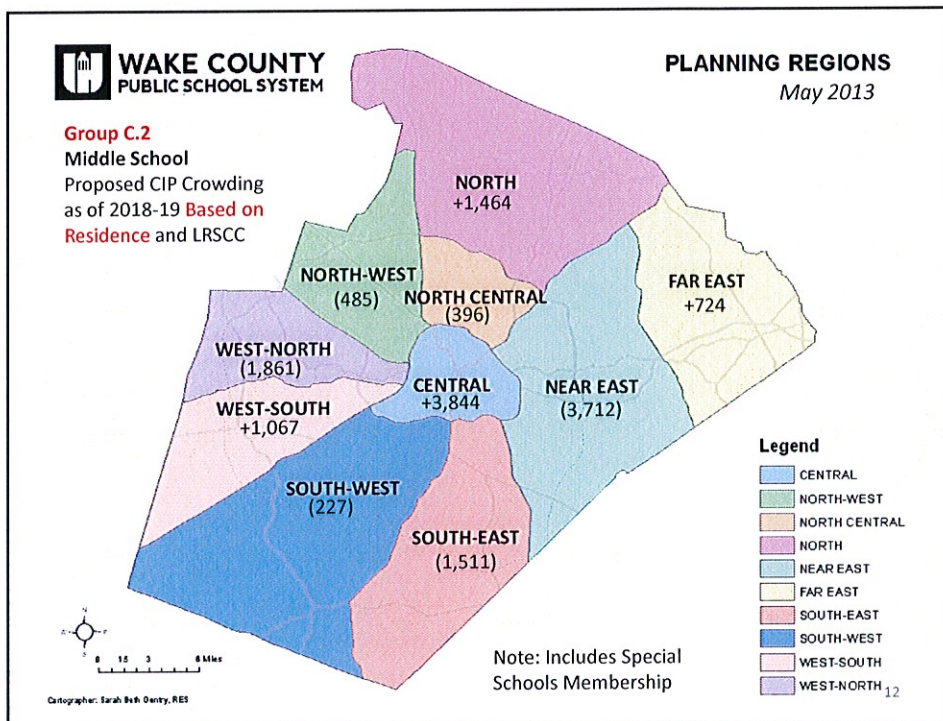 WAKE COUNTY
PUBLIC SCHOOL SYSTEM
PLANNING REGIONS
May 2013
Group C.2
Middle School
Proposed CIP Crowding
as of 2018-19 Based on
Residence and LRSCC
NORTH
+1,464
NORTH-WEST
(485)
NORTH CENTRAL
(396)
FAR EAST
+724
WEST-NORTH
(1,861)
CENTRAL
+3,844
NEAR EAST
(3,712)
WEST-SOUTH
+1,067
SOUTH-WEST
(227)
SOUTH-EAST
(1,511)
Legend
CENTRAL
NORTH-WEST
NORTH CENTRAL
NORTH
NEAR EAST
FAR EAST
SOUTH-EAST
SOUTH-WEST
WEST-SOUTH
WEST-NORTH
N
S
0 1.5 3 6 Miles
Note: Includes Special
Schools Membership
12
Cartographer: Sarah Beth Gentry, RES